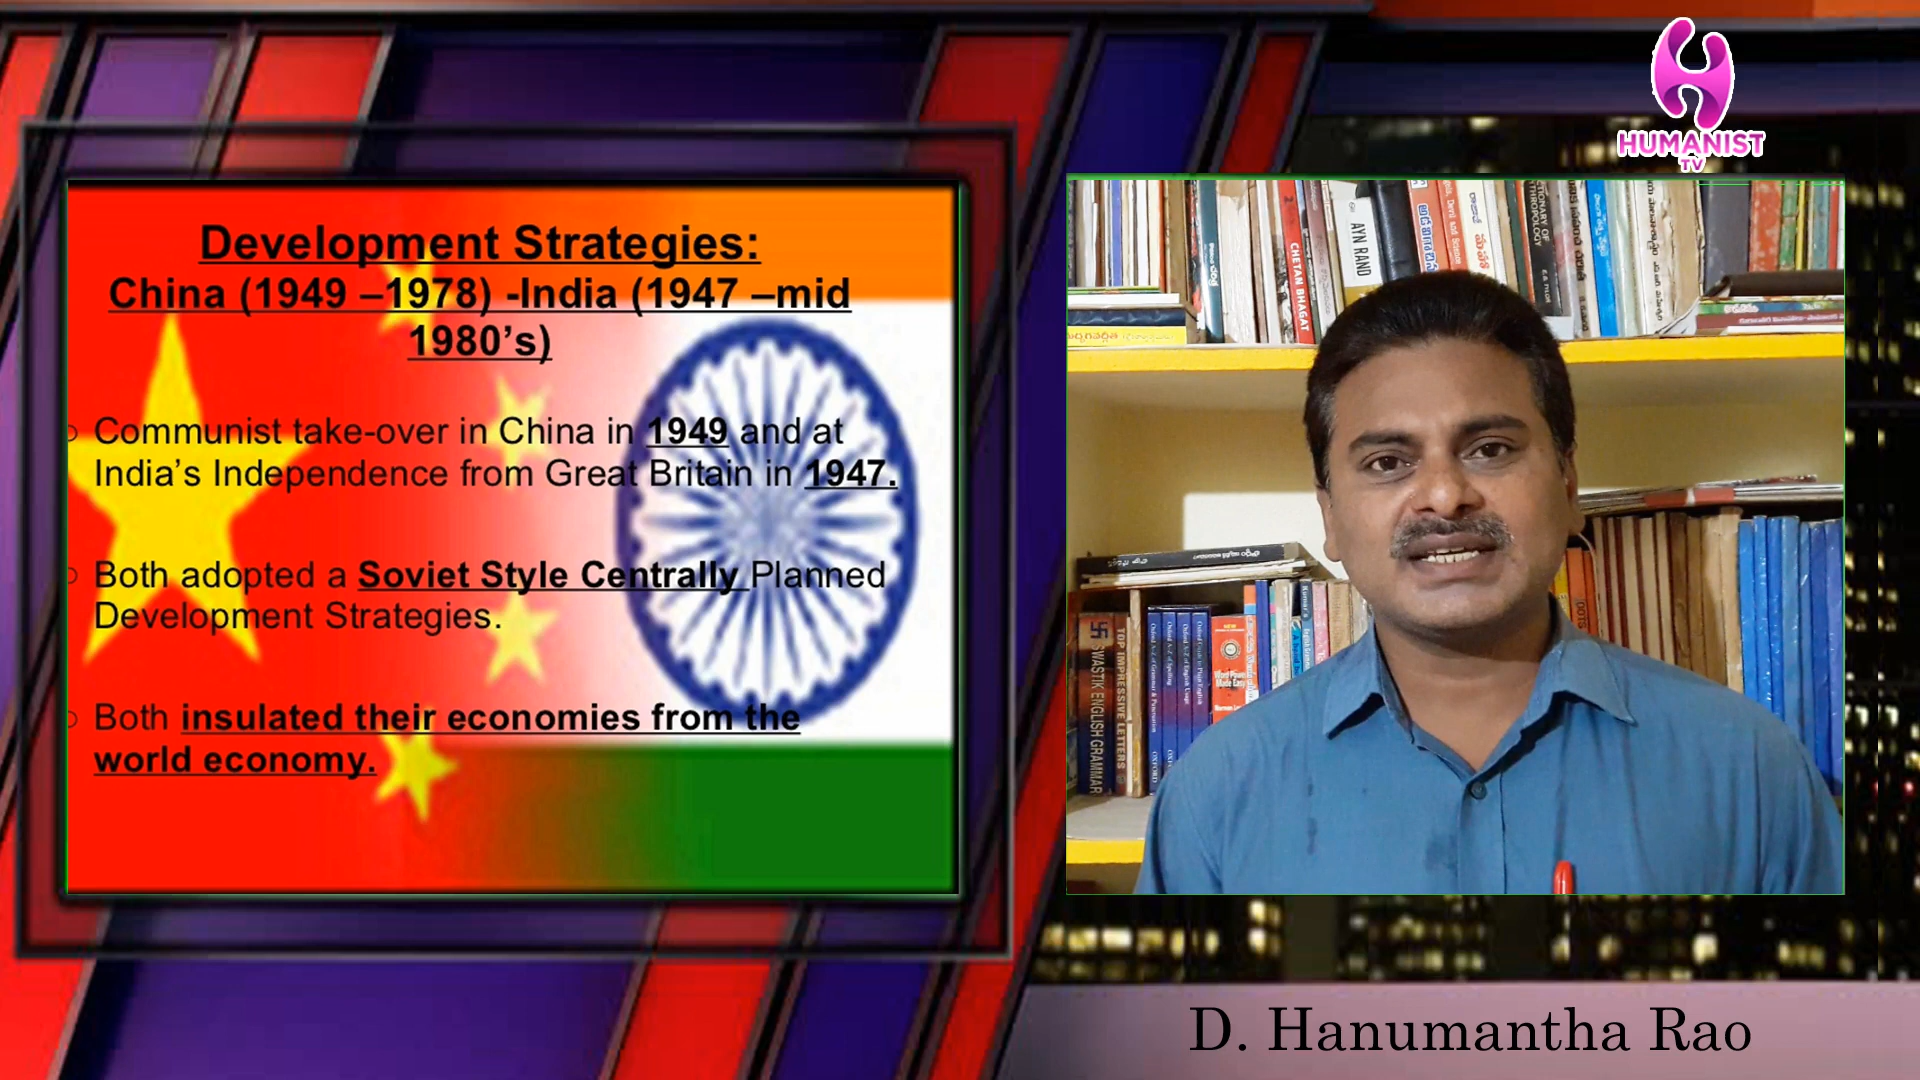 HUMANIST
TV
Development Strategies:
China (1949 –1978) -India (1947 –mid
1980’s)
Communist take-over in China in 1949 and at
India’s Independence from Great Britain in 1947.
Both adopted a Soviet Style Centrally Planned
Development Strategies.
Both insulated their economies from the
world economy.
CHETAN BHAGAT
AYN RAND
SWASTIK ENGLISH GRAMMAR
TOP IMPRESSIVE LETTERS
OXFORD
D. Hanumantha Rao